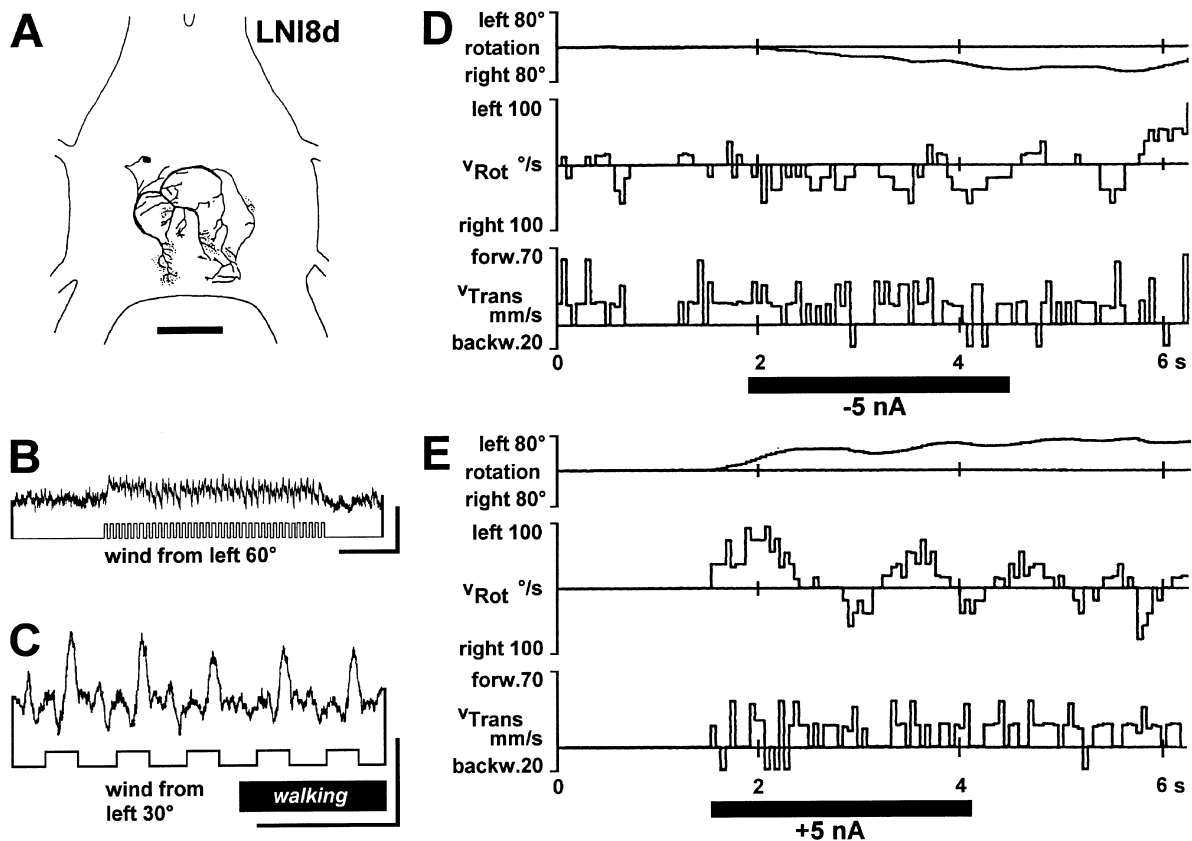 A
LNI8d
B
wind from left 60°
C
wind from
left 30°
walking
D
left 80°
rotation
right 80°
left 100
vRot °/s
right 100
forw.70
vTrans
mm/s
backw.20
0 2 4 6 s
-5 nA
E
left 80°
rotation
right 80°
left 100
vRot °/s
right 100
forw.70
vTrans
mm/s
backw.20
0 2 4 6 s
+5 nA